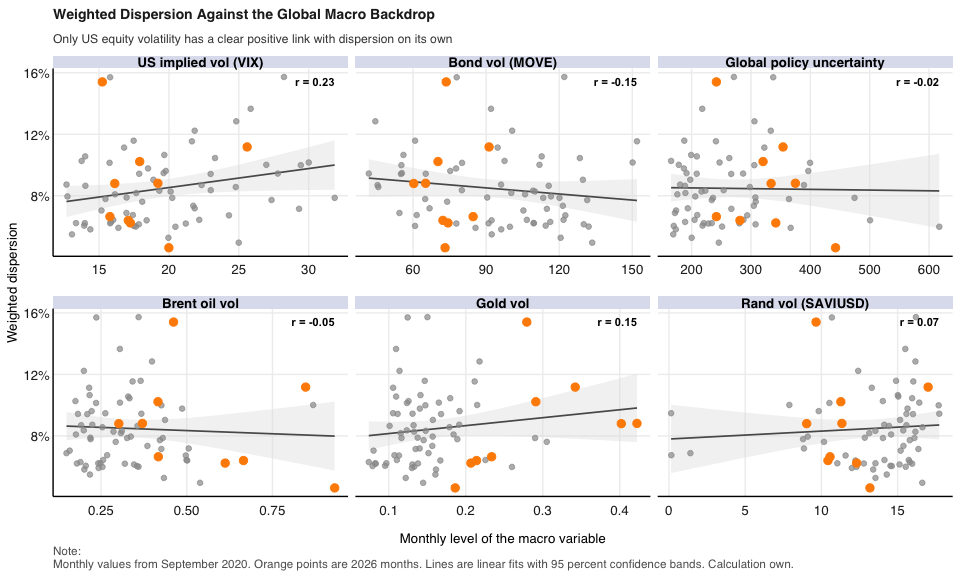 Weighted Dispersion Against the Global Macro Backdrop
Only US equity volatility has a clear positive link with dispersion on its own
US implied vol (VIX)
Bond vol (MOVE)
Global policy uncertainty
16%
12%
8%
r = 0.23
r = -0.15
r = -0.02
15 20 25 30
60 90 120 150
200 300 400 500 600
Brent oil vol
Gold vol
Rand vol (SAVIUSD)
16%
12%
8%
r = -0.05
r = 0.15
r = 0.07
0.25 0.50 0.75
0.1 0.2 0.3 0.4
0 5 10 15
Weighted dispersion
Monthly level of the macro variable
Note:
Monthly values from September 2020. Orange points are 2026 months. Lines are linear fits with 95 percent confidence bands. Calculation own.